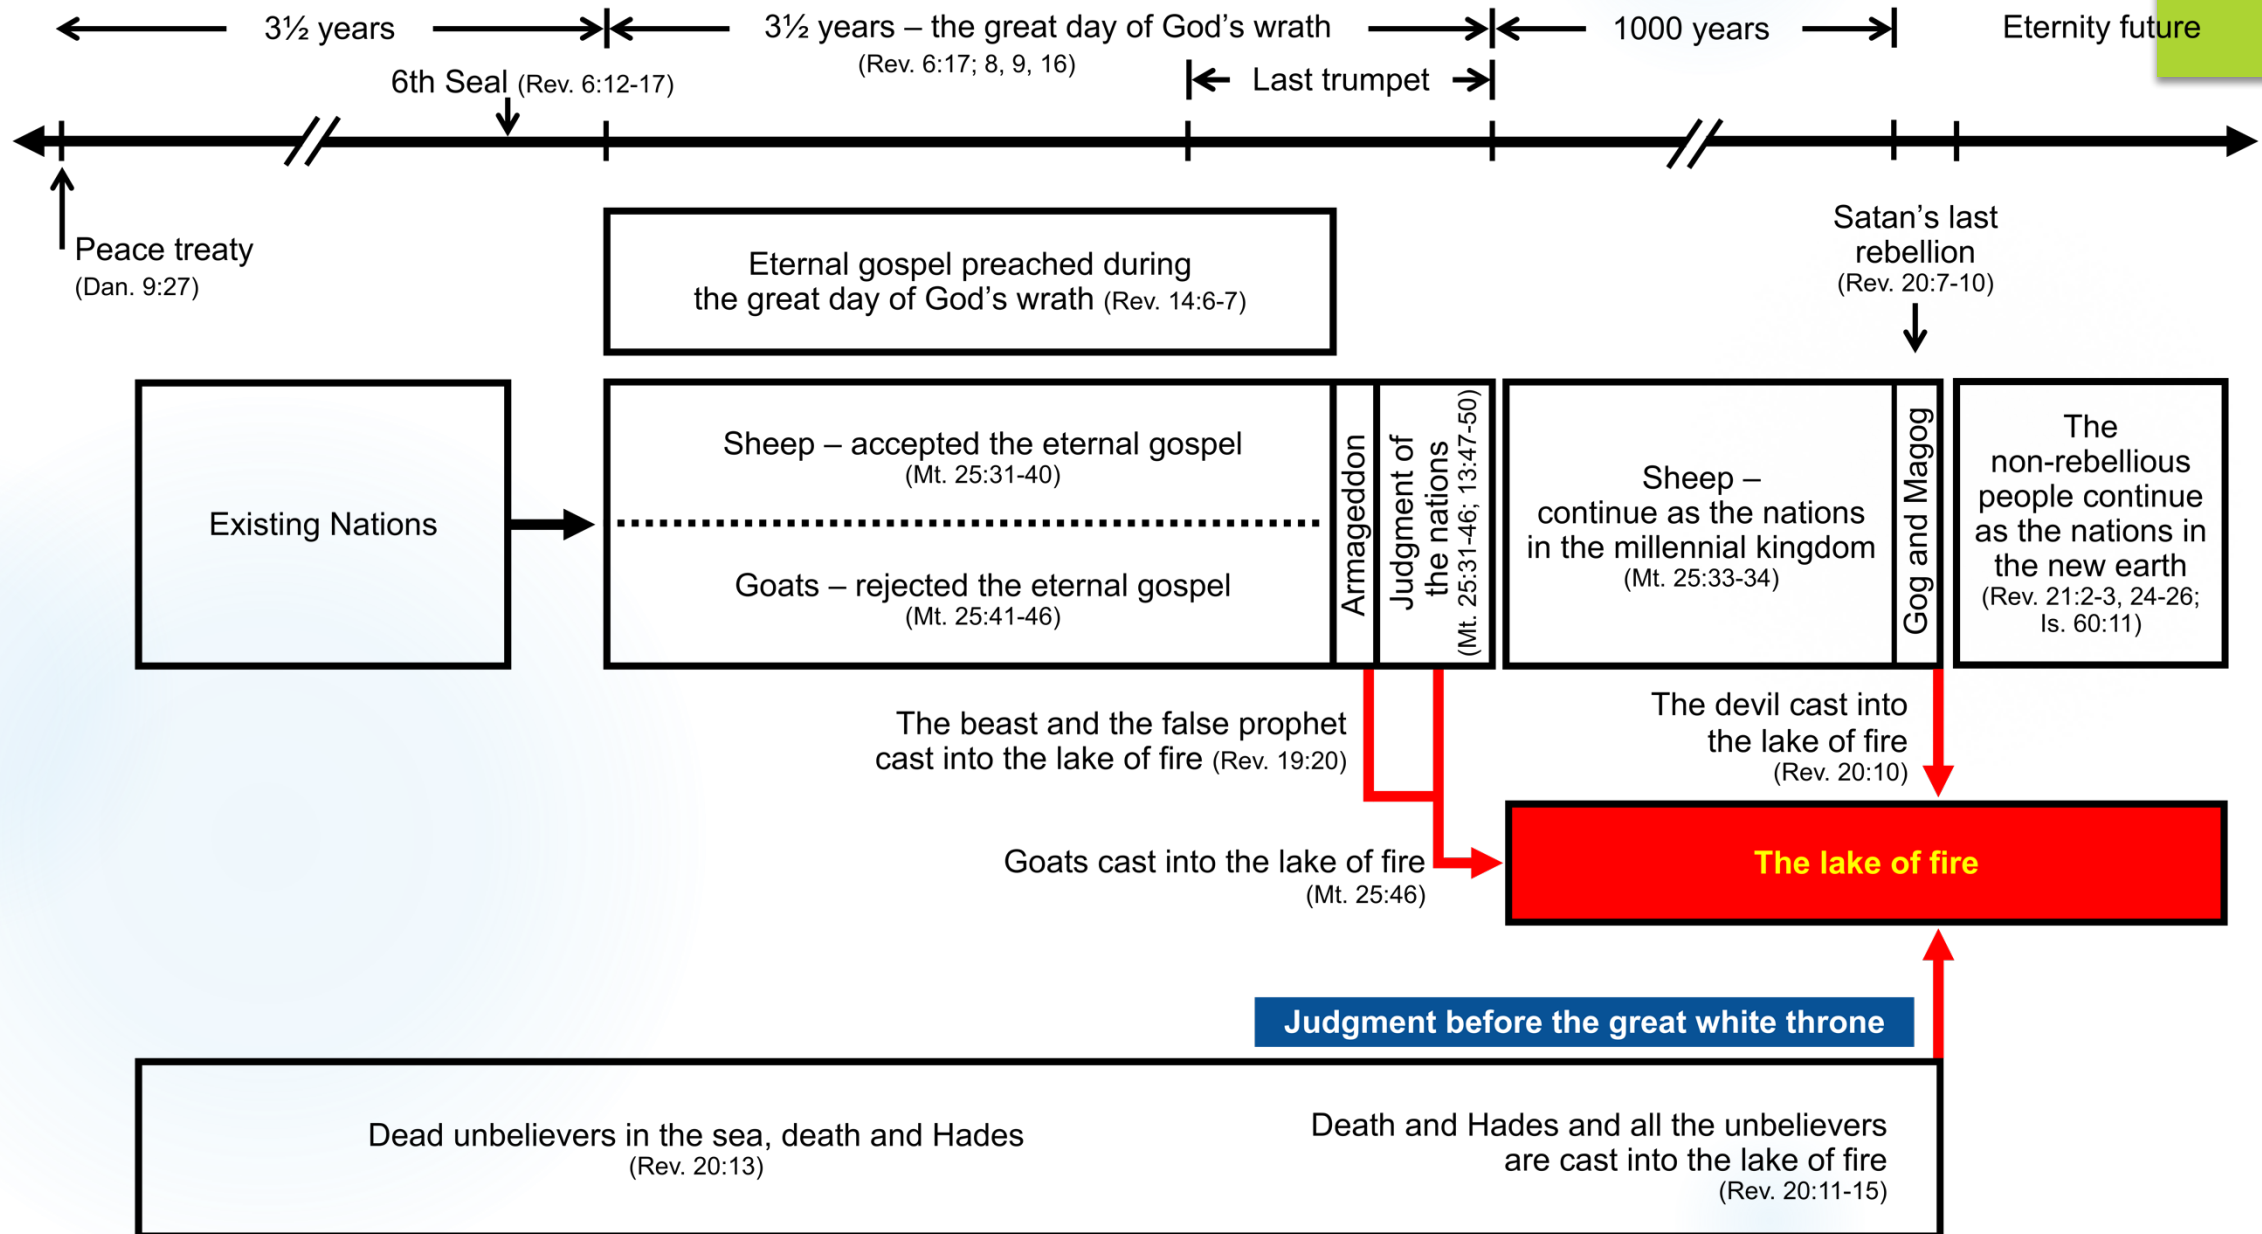 3½ years
3½ years – the great day of God’s wrath
(Rev. 6:17; 8, 9, 16)
1000 years
Eternity future
6th Seal (Rev. 6:12-17)
Last trumpet
Peace treaty
(Dan. 9:27)
Eternal gospel preached during
the great day of God’s wrath (Rev. 14:6-7)
Satan’s last
rebellion
(Rev. 20:7-10)
Existing Nations
Sheep – accepted the eternal gospel
(Mt. 25:31-40)
Goats – rejected the eternal gospel
(Mt. 25:41-46)
Armageddon
Judgment of
the nations
(Mt. 25:31-46; 13:47-50)
Sheep –
continue as the nations
in the millennial kingdom
(Mt. 25:33-34)
Gog and Magog
The
non-rebellious
people continue
as the nations in
the new earth
(Rev. 21:2-3, 24-26;
Is. 60:11)
The beast and the false prophet
cast into the lake of fire (Rev. 19:20)
The devil cast into
the lake of fire
(Rev. 20:10)
Goats cast into the lake of fire
(Mt. 25:46)
The lake of fire
Judgment before the great white throne
Dead unbelievers in the sea, death and Hades
(Rev. 20:13)
Death and Hades and all the unbelievers
are cast into the lake of fire
(Rev. 20:11-15)